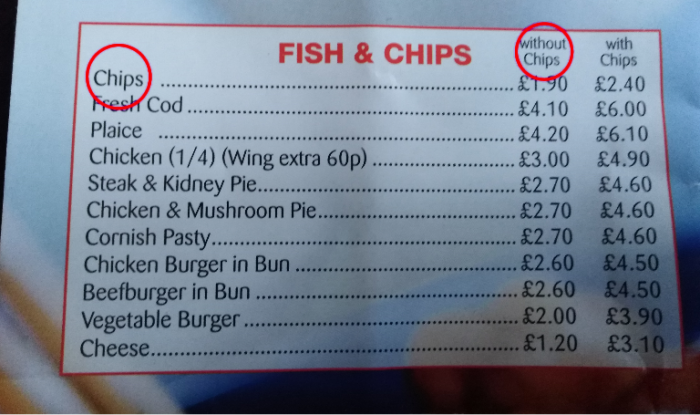 FISH & CHIPS without Chips with Chips
Chips £1.90 £2.40
Fresh Cod £4.10 £6.00
Plaice £4.20 £6.10
Chicken (1/4) (Wing extra 60p) £3.00 £4.90
Steak & Kidney Pie £2.70 £4.60
Chicken & Mushroom Pie £2.70 £4.60
Cornish Pasty £2.70 £4.60
Chicken Burger in Bun £2.60 £4.50
Beefburger in Bun £2.60 £4.50
Vegetable Burger £2.00 £3.90
Cheese £1.20 £3.10